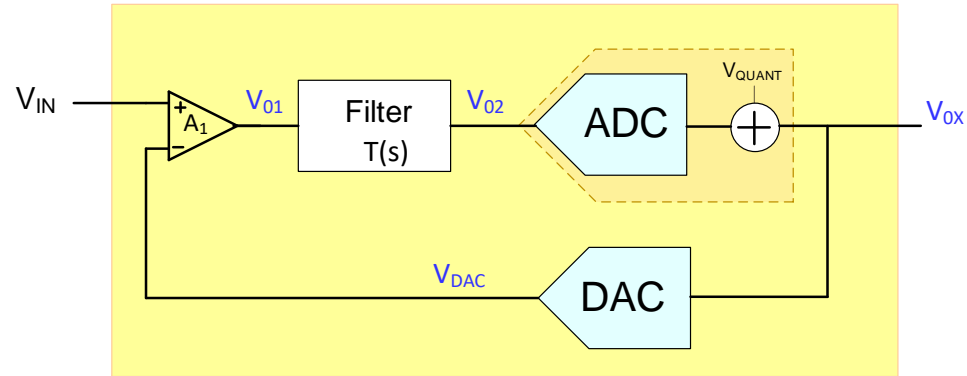 V_IN
+
A_1
−
V_01
Filter
T(s)
V_02
ADC
V_QUANT
+
V_0X
V_DAC
DAC